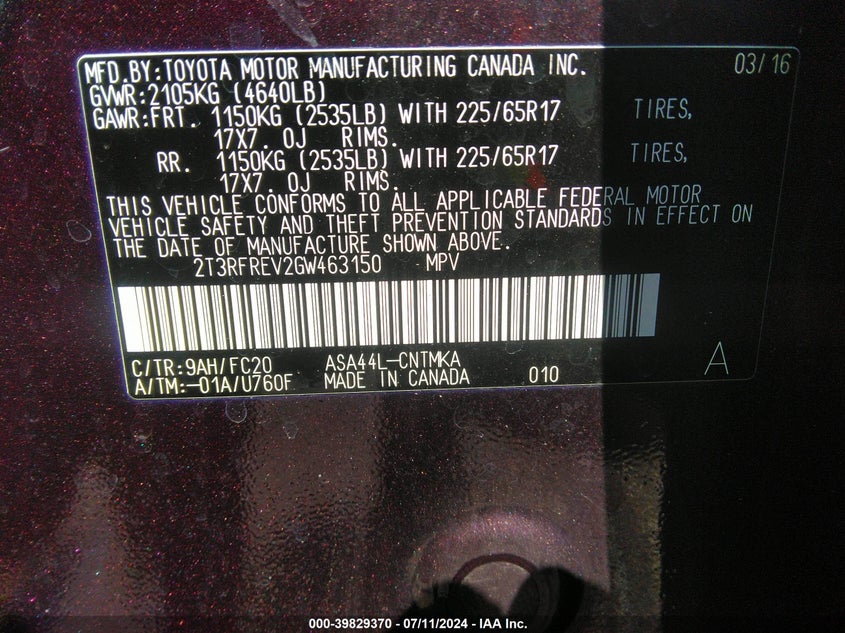 MFD.BY:TOYOTA MOTOR MANUFACTURING CANADA INC. 03/16
GVWR:2105KG (4640LB)
GAWR:FRT. 1150KG (2535LB) WITH 225/65R17 TIRES,
17X7. 0J RIMS.
RR. 1150KG (2535LB) WITH 225/65R17 TIRES,
17X7. 0J RIMS.
THIS VEHICLE CONFORMS TO ALL APPLICABLE FEDERAL MOTOR
VEHICLE SAFETY AND THEFT PREVENTION STANDARDS IN EFFECT ON
THE DATE OF MANUFACTURE SHOWN ABOVE.
2T3RFREV2GW463150 MPV
C/TR:9AH/FC20 ASA44L-CNTMKA A
A/TM:-01A/U760F MADE IN CANADA 010
000-39829370 - 07/11/2024 - IAA Inc.